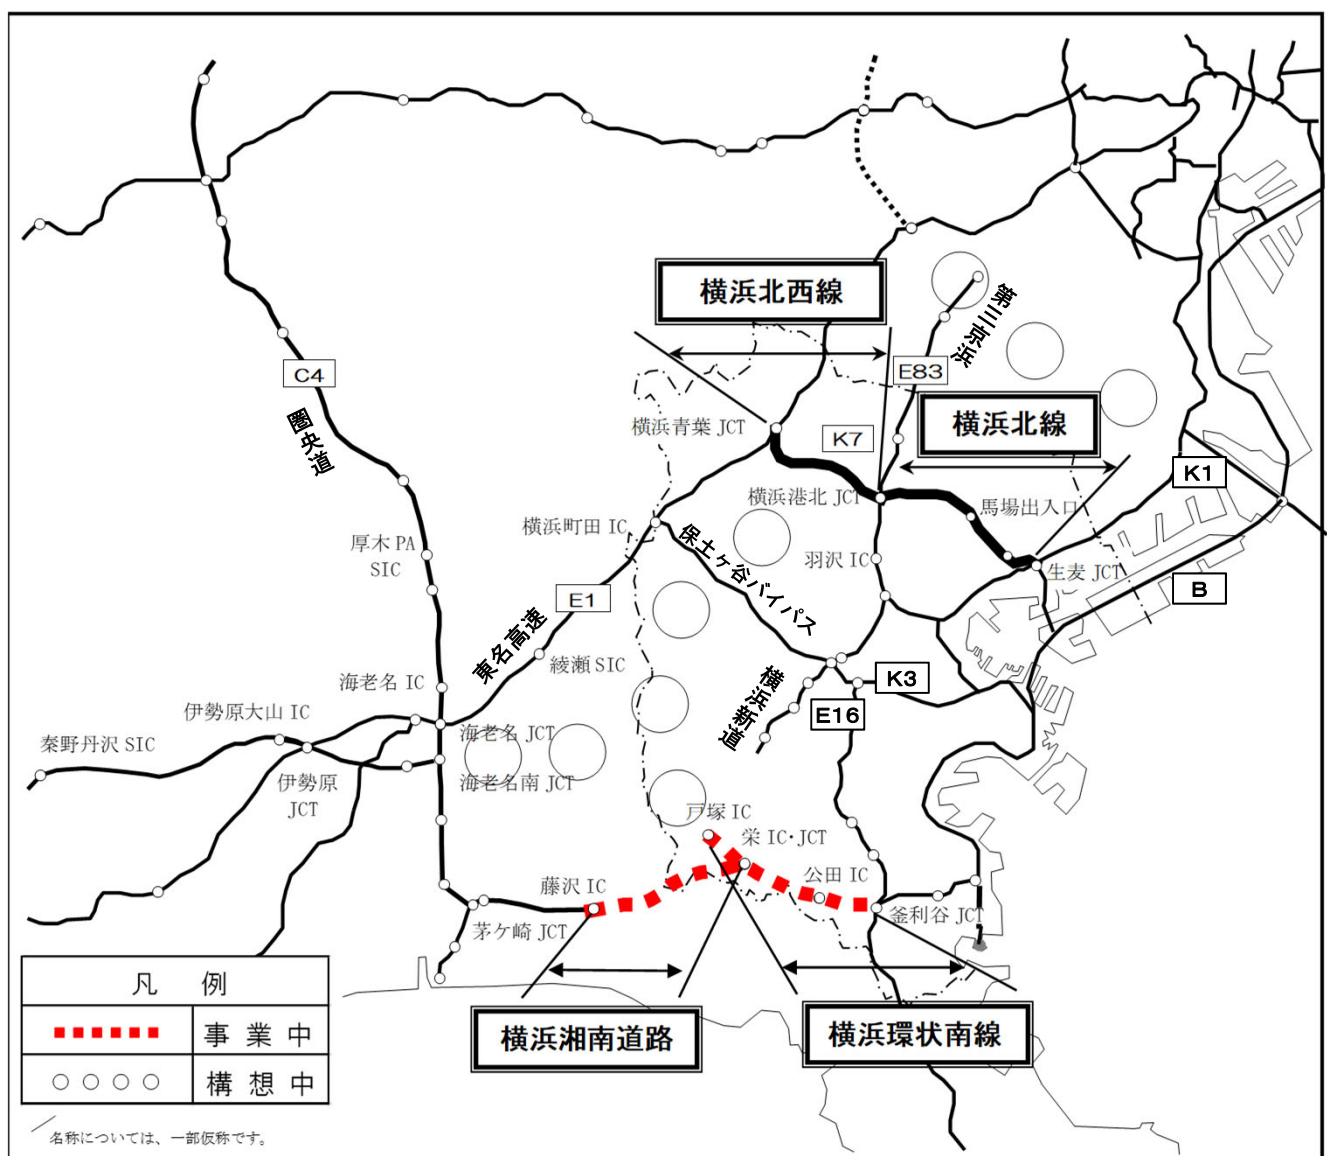 横浜北西線
第三京浜
E83
C4
圏央道
横浜青葉 JCT
K7
横浜北線
K1
横浜港北 JCT
馬場出入口
横浜町田 IC
保土ヶ谷バイパス
厚木 PA
SIC
羽沢 IC
生麦 JCT
B
E1
東名高速
綾瀬 SIC
海老名 IC
K3
横浜新道
E16
伊勢原大山 IC
秦野丹沢 SIC
海老名 JCT
伊勢原
JCT
海老名南 JCT
戸塚 IC
栄 IC・JCT
公田 IC
藤沢 IC
釜利谷 JCT
茅ケ崎 JCT
凡 例
事 業 中
構 想 中
横浜湘南道路
横浜環状南線
名称については、一部仮称です。